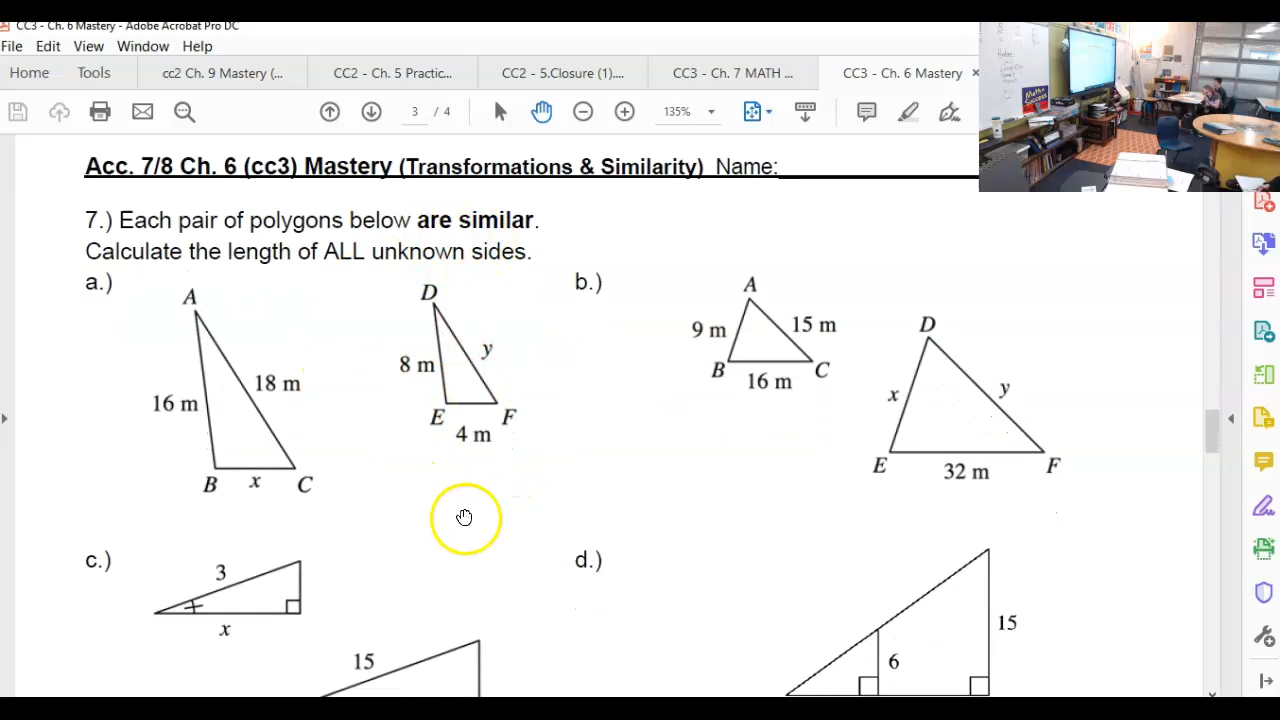 CC3 - Ch. 6 Mastery - Adobe Acrobat Pro DC
File Edit View Window Help
Home Tools cc2 Ch. 9 Mastery (... CC2 - Ch. 5 Practic... CC2 - 5.Closure (1).... CC3 - Ch. 7 MATH ... CC3 - Ch. 6 Mastery ... ×
3 / 4 135%
Acc. 7/8 Ch. 6 (cc3) Mastery (Transformations & Similarity) Name:
7.) Each pair of polygons below are similar.
Calculate the length of ALL unknown sides.
a.)
A
16 m
18 m
B x C
D
8 m
y
E F
4 m
b.)
A
9 m 15 m
B C
16 m
D
x y
E F
32 m
c.)
3
x
15
d.)
15
6